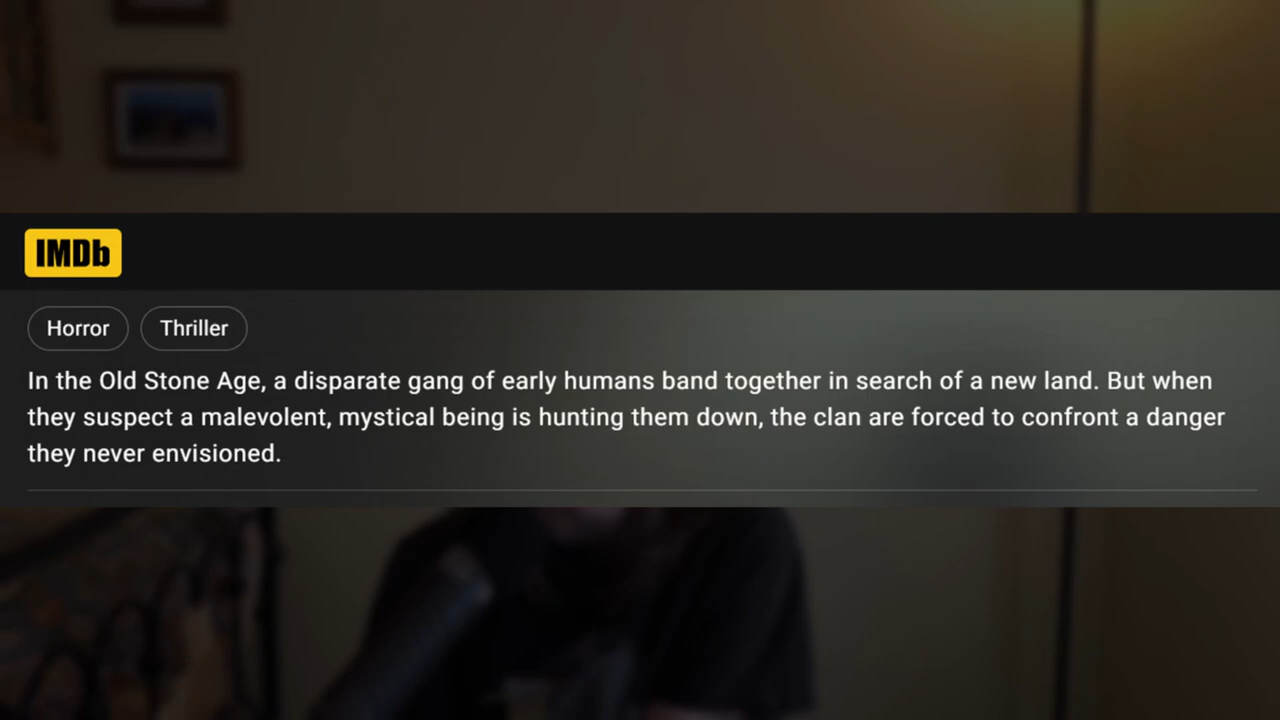 IMDb
Horror Thriller
In the Old Stone Age, a disparate gang of early humans band together in search of a new land. But when
they suspect a malevolent, mystical being is hunting them down, the clan are forced to confront a danger
they never envisioned.